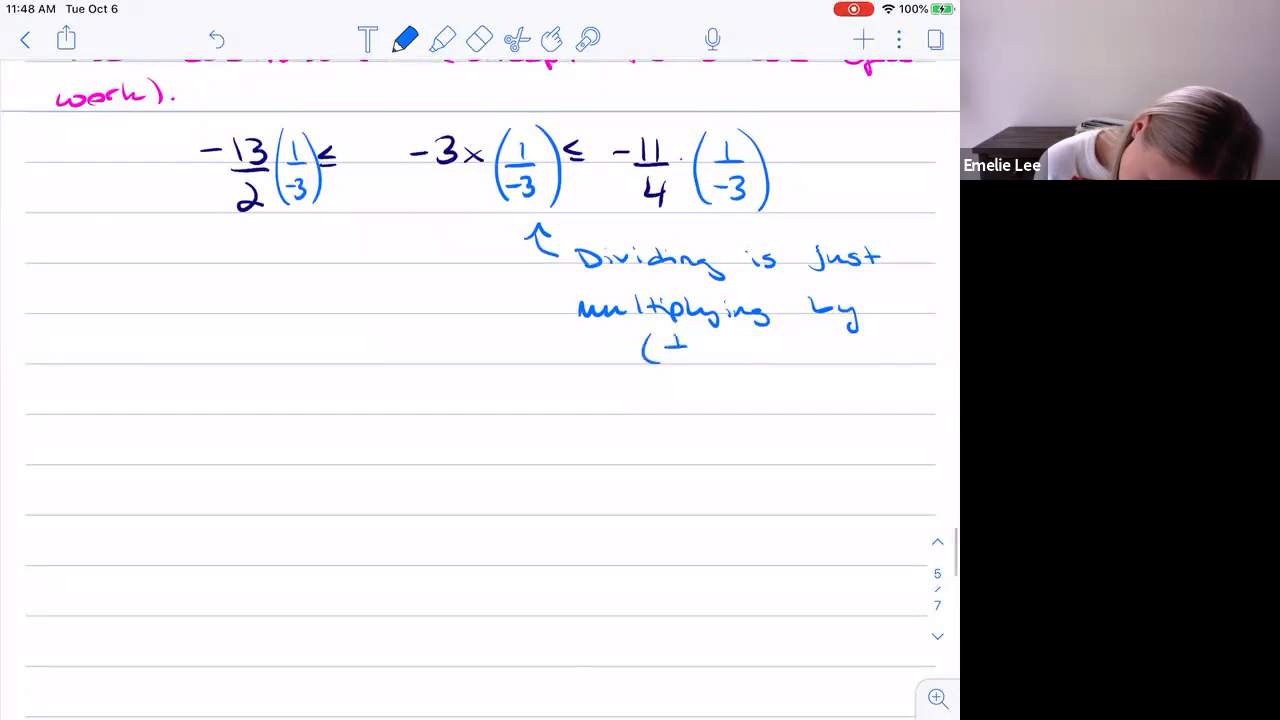 11:48 AM Tue Oct 6
100%
work).
-13/2 (1/-3) ≤ -3x (1/-3) ≤ -11/4 · (1/-3)
Dividing is just
multiplying by
(1
Emelie Lee
5
/
7
T